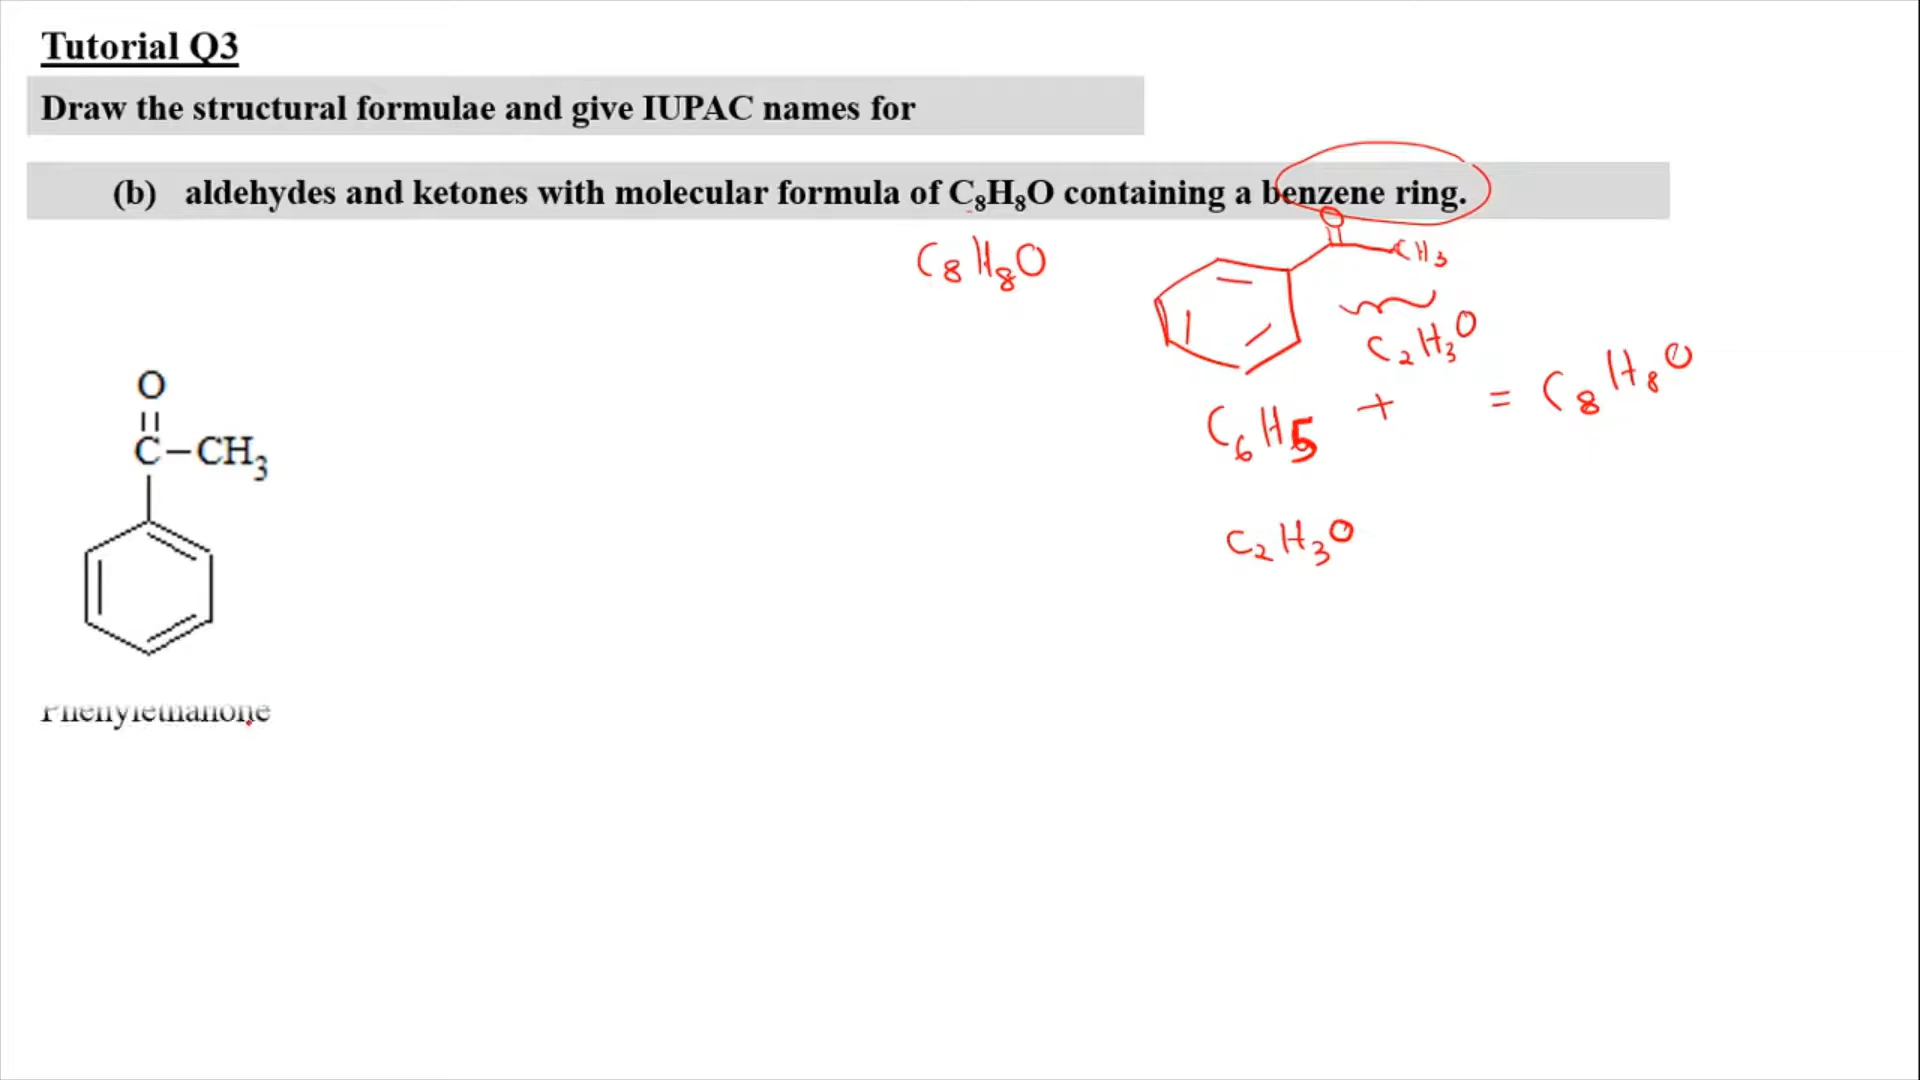 Tutorial Q3
Draw the structural formulae and give IUPAC names for
(b) aldehydes and ketones with molecular formula of C₈H₈O containing a benzene ring.
C₈H₈O
O
CH₃
C₂H₃O
C₆H₅ + = C₈H₈O
C₂H₃O
O
C–CH₃
Phenylethanone